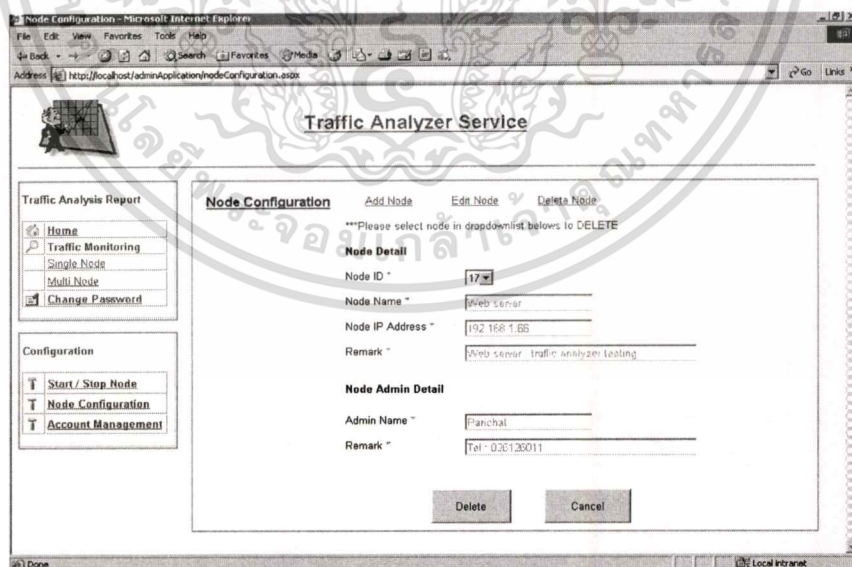 Node Configuration - Microsoft Internet Explorer
File Edit View Favorites Tools Help
Back Search Favorites Media
Address http://localhost/adminApplication/nodeConfiguration.aspx Go Links
Traffic Analyzer Service
Traffic Analysis Report
Home
Traffic Monitoring
Single Node
Multi Node
Change Password
Configuration
Start / Stop Node
Node Configuration
Account Management
Node Configuration Add Node Edit Node Delete Node
***Please select node in dropdownlist belows to DELETE
Node Detail
Node ID * 17
Node Name * Web server
Node IP Address * 192.168.1.66
Remark * Web server : traffic analyzer testing
Node Admin Detail
Admin Name * Panchal
Remark * Tel : 036126011
Delete Cancel
Done Local intranet